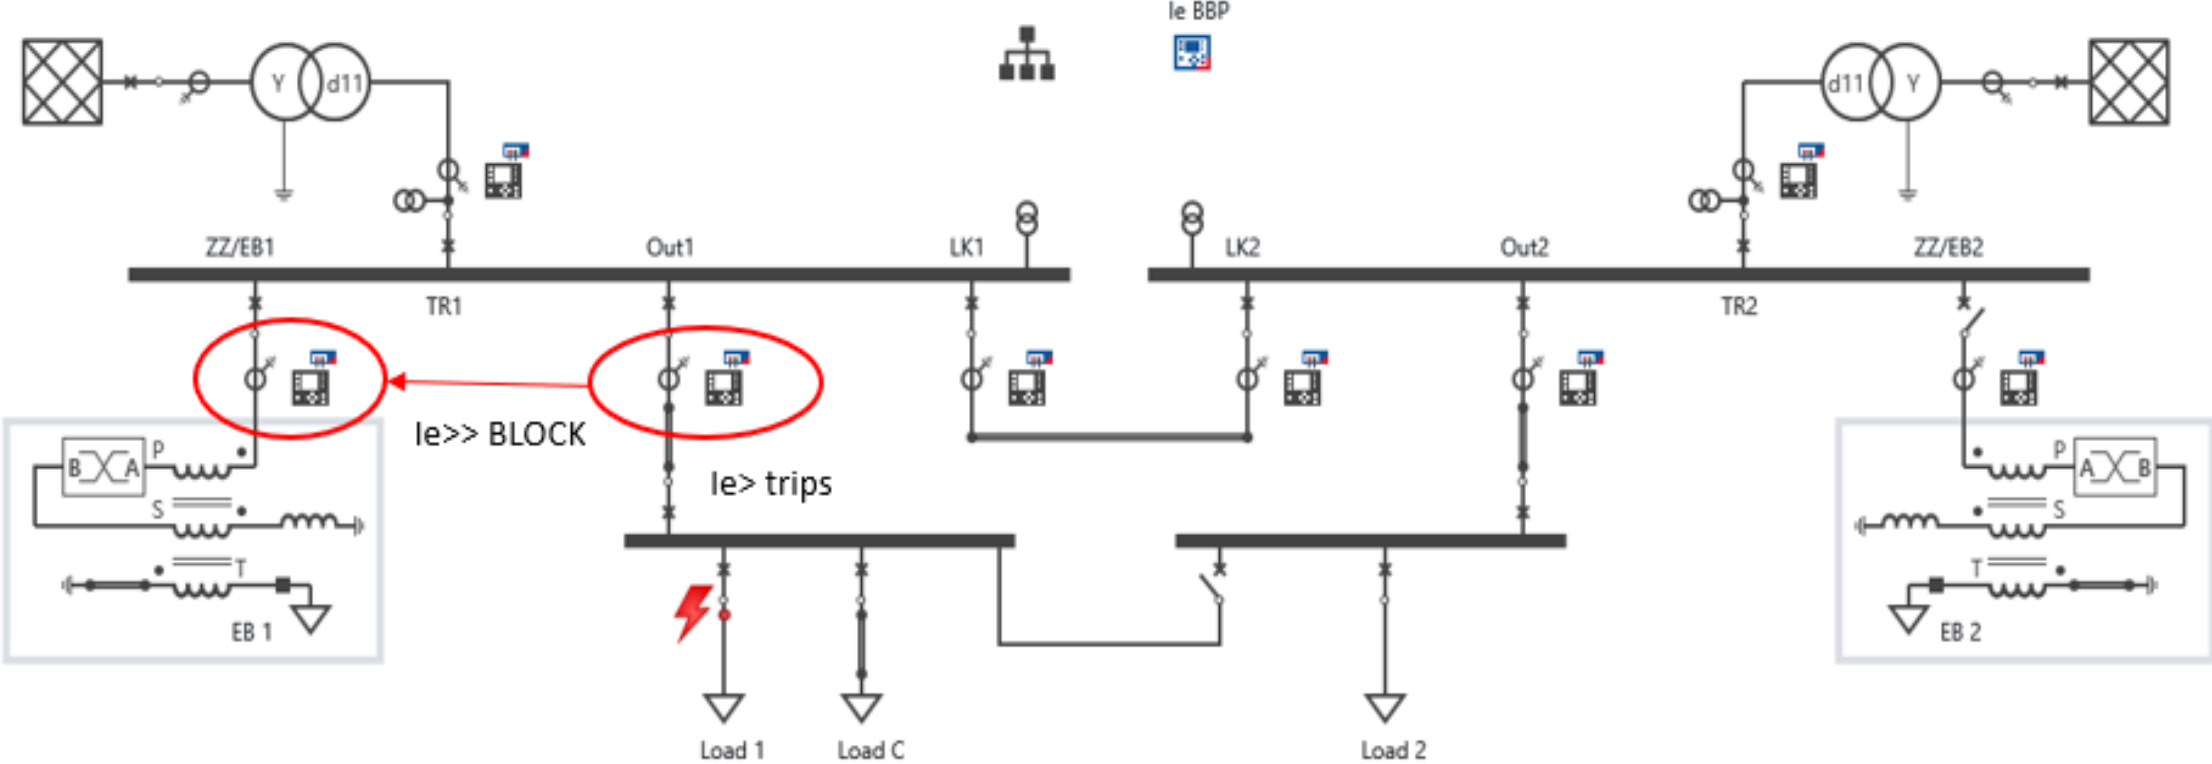 Ie BBP
Y d11
d11 Y
ZZ/EB1
Out1
LK1
LK2
Out2
ZZ/EB2
TR1
TR2
Ie>> BLOCK
Ie> trips
B A P
S
T
EB 1
P A B
S
T
EB 2
Load 1
Load C
Load 2